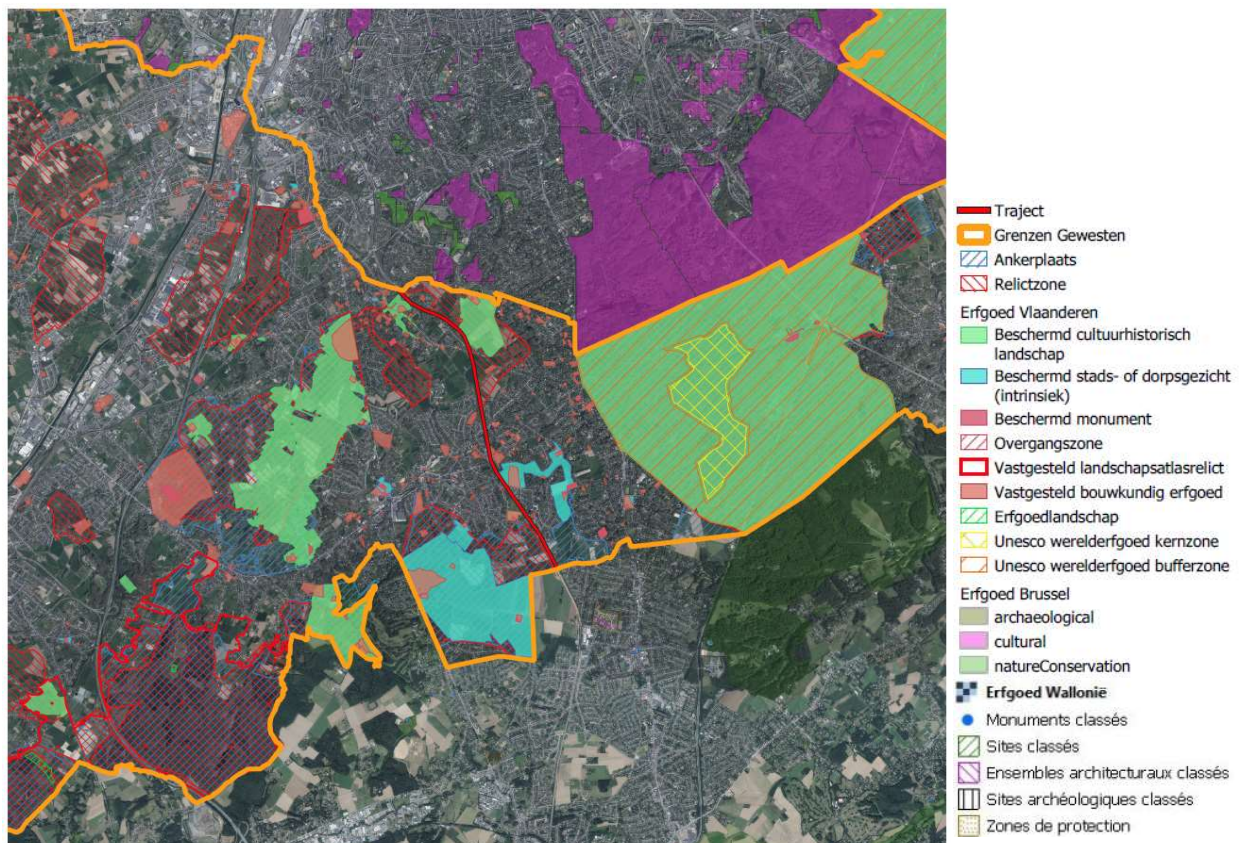 Traject
Grenzen Gewesten
Ankerplaats
Relictzone
Erfgoed Vlaanderen
Beschermd cultuurhistorisch
landschap
Beschermd stads- of dorpsgezicht
(intrinsiek)
Beschermd monument
Overgangszone
Vastgesteld landschapsatlasrelict
Vastgesteld bouwkundig erfgoed
Erfgoedlandschap
Unesco werelderfgoed kernzone
Unesco werelderfgoed bufferzone
Erfgoed Brussel
archaeological
cultural
natureConservation
Erfgoed Wallonië
Monuments classés
Sites classés
Ensembles architecturaux classés
Sites archéologiques classés
Zones de protection